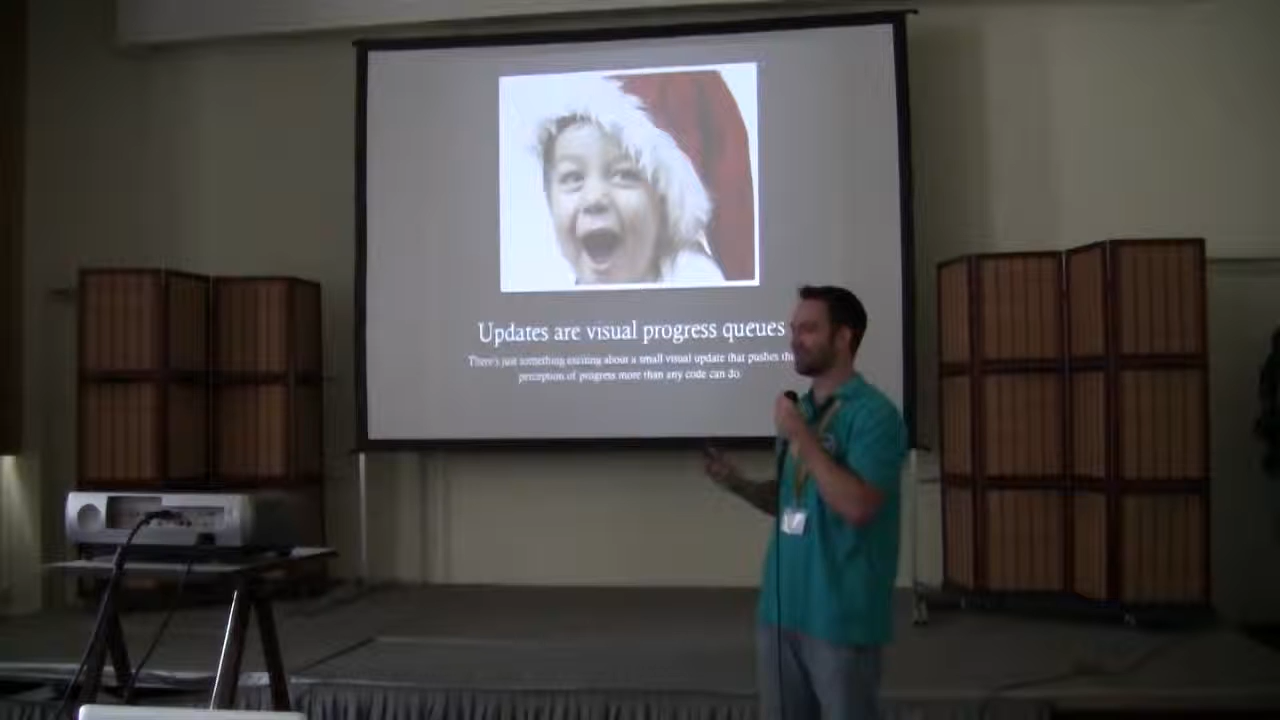 Updates are visual progress queues
There's just something exciting about a small visual update that pushes the
perception of progress more than any code can do.